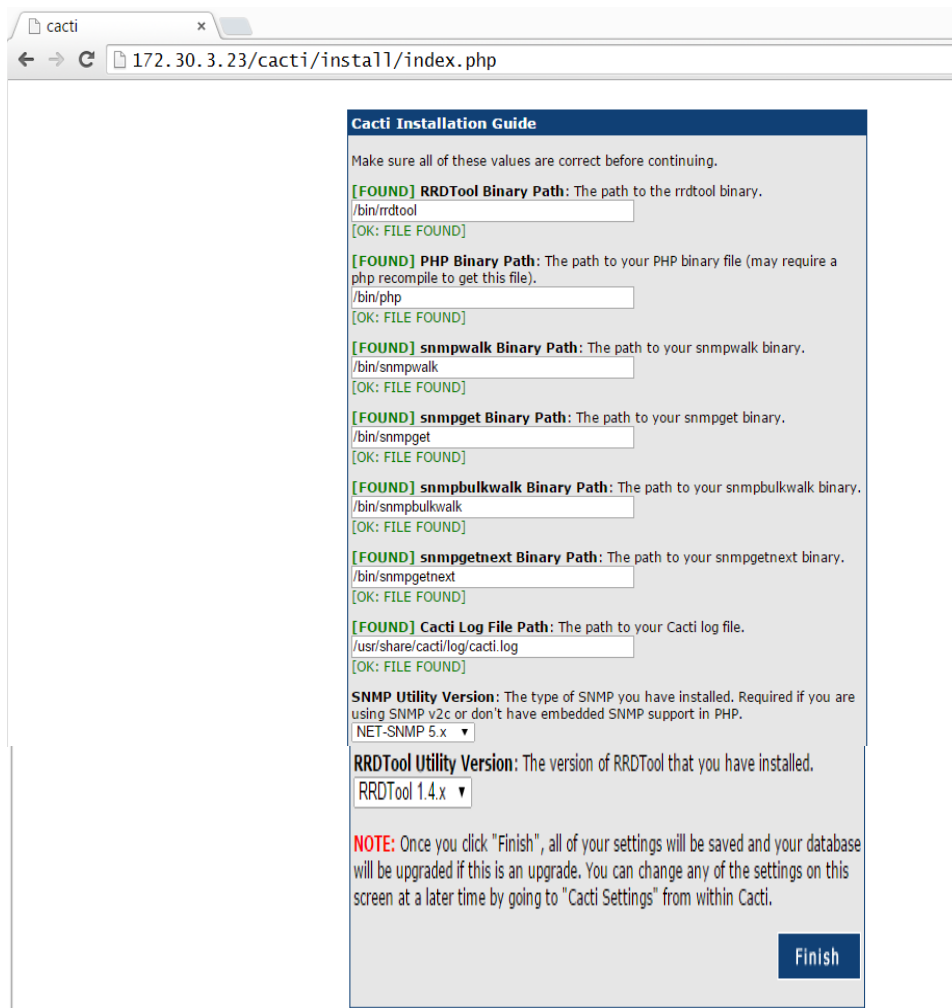 cacti
172.30.3.23/cacti/install/index.php
Cacti Installation Guide
Make sure all of these values are correct before continuing.
[FOUND] RRDTool Binary Path: The path to the rrdtool binary.
/bin/rrdtool
[OK: FILE FOUND]
[FOUND] PHP Binary Path: The path to your PHP binary file (may require a
php recompile to get this file).
/bin/php
[OK: FILE FOUND]
[FOUND] snmpwalk Binary Path: The path to your snmpwalk binary.
/bin/snmpwalk
[OK: FILE FOUND]
[FOUND] snmpget Binary Path: The path to your snmpget binary.
/bin/snmpget
[OK: FILE FOUND]
[FOUND] snmpbulkwalk Binary Path: The path to your snmpbulkwalk binary.
/bin/snmpbulkwalk
[OK: FILE FOUND]
[FOUND] snmpgetnext Binary Path: The path to your snmpgetnext binary.
/bin/snmpgetnext
[OK: FILE FOUND]
[FOUND] Cacti Log File Path: The path to your Cacti log file.
/usr/share/cacti/log/cacti.log
[OK: FILE FOUND]
SNMP Utility Version: The type of SNMP you have installed. Required if you are
using SNMP v2c or don't have embedded SNMP support in PHP.
NET-SNMP 5.x
RRDTool Utility Version: The version of RRDTool that you have installed.
RRDTool 1.4.x
NOTE: Once you click "Finish", all of your settings will be saved and your database
will be upgraded if this is an upgrade. You can change any of the settings on this
screen at a later time by going to "Cacti Settings" from within Cacti.
Finish